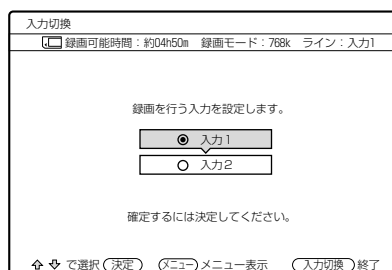 入力切換
録画可能時間：約04h50m 録画モード：768k ライン：入力1
録画を行う入力を設定します。
入力1
入力2
確定するには決定してください。
で選択 決定 メニュー メニュー表示 入力切換 終了